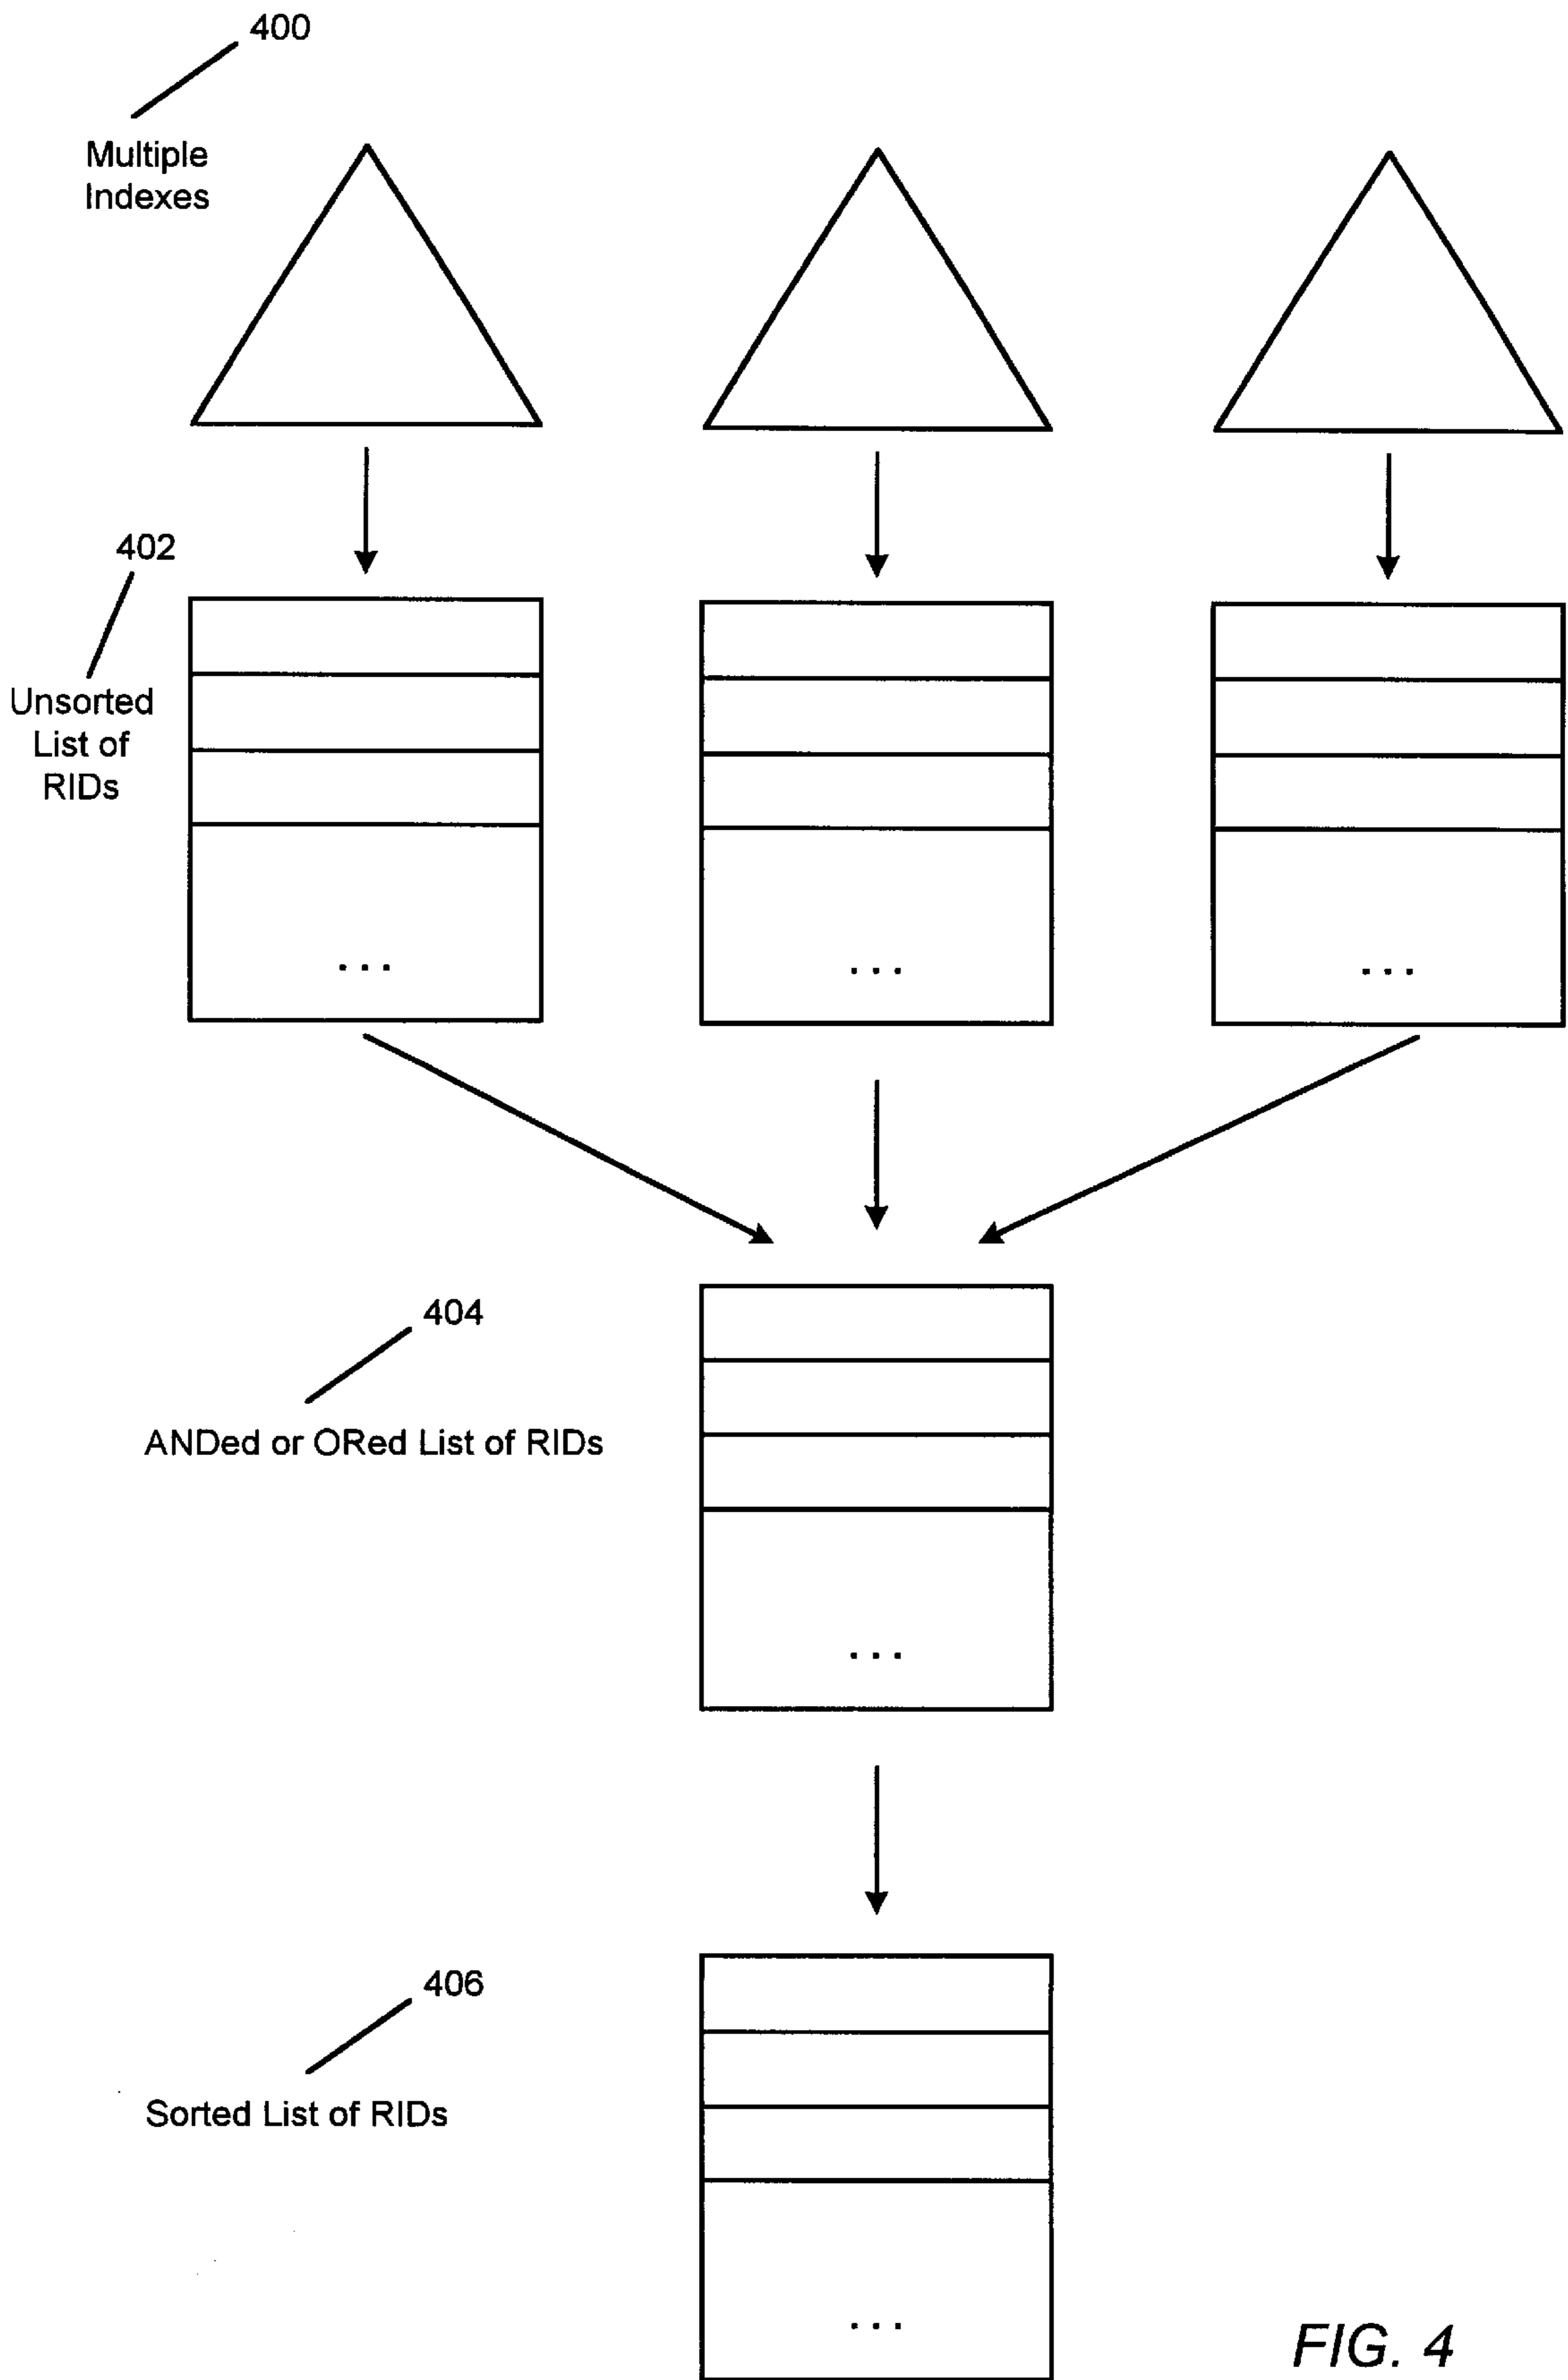 400
Multiple
Indexes
402
Unsorted
List of
RIDs
...
...
...
404
ANDed or ORed List of RIDs
...
406
Sorted List of RIDs
...
FIG. 4